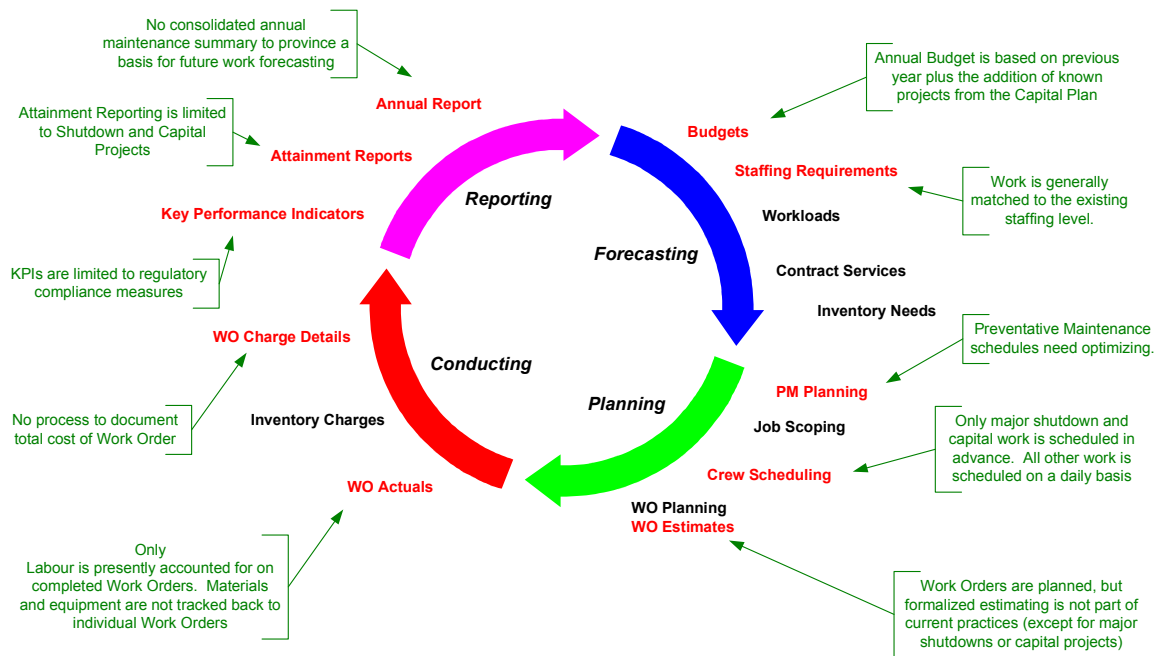 No consolidated annual
maintenance summary to province a
basis for future work forecasting
Annual Report
Attainment Reporting is limited
to Shutdown and Capital
Projects
Attainment Reports
Key Performance Indicators
KPIs are limited to regulatory
compliance measures
WO Charge Details
No process to document
total cost of Work Order
Inventory Charges
WO Actuals
Only
Labour is presently accounted for on
completed Work Orders. Materials
and equipment are not tracked back to
individual Work Orders
Reporting
Forecasting
Conducting
Planning
Annual Budget is based on previous
year plus the addition of known
projects from the Capital Plan
Budgets
Staffing Requirements
Work is generally
matched to the existing
staffing level.
Workloads
Contract Services
Inventory Needs
Preventative Maintenance
schedules need optimizing.
PM Planning
Job Scoping
Only major shutdown and
capital work is scheduled in
advance. All other work is
scheduled on a daily basis
Crew Scheduling
WO Planning
WO Estimates
Work Orders are planned, but
formalized estimating is not part of
current practices (except for major
shutdowns or capital projects)